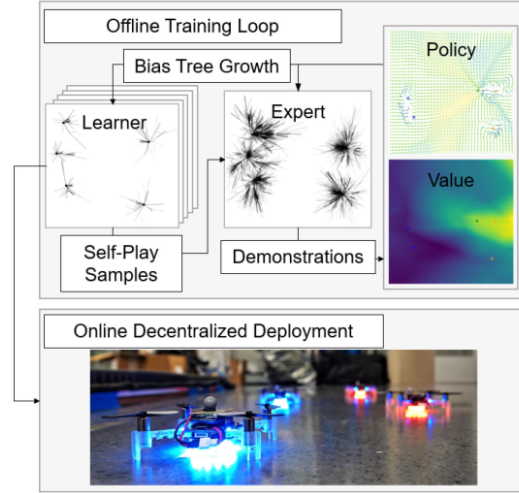 Offline Training Loop
Bias Tree Growth
Policy
Learner
Expert
Value
Self-Play
Samples
Demonstrations
Online Decentralized Deployment